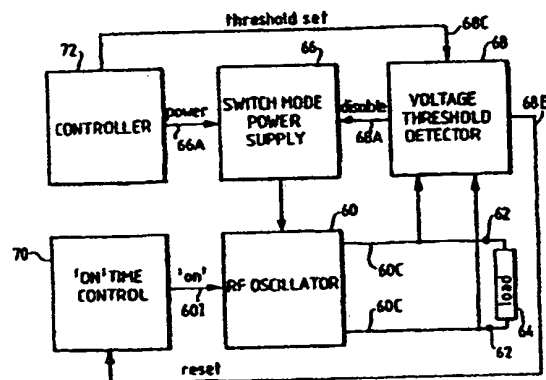 threshold set
68C
72
66
68
CONTROLLER
power
66A
SWITCH MODE
POWER
SUPPLY
disable
68A
VOLTAGE
THRESHOLD
DETECTOR
68B
60
62
70
'ON' TIME
CONTROL
'on'
60I
RF OSCILLATOR
60C
60C
load
64
62
reset